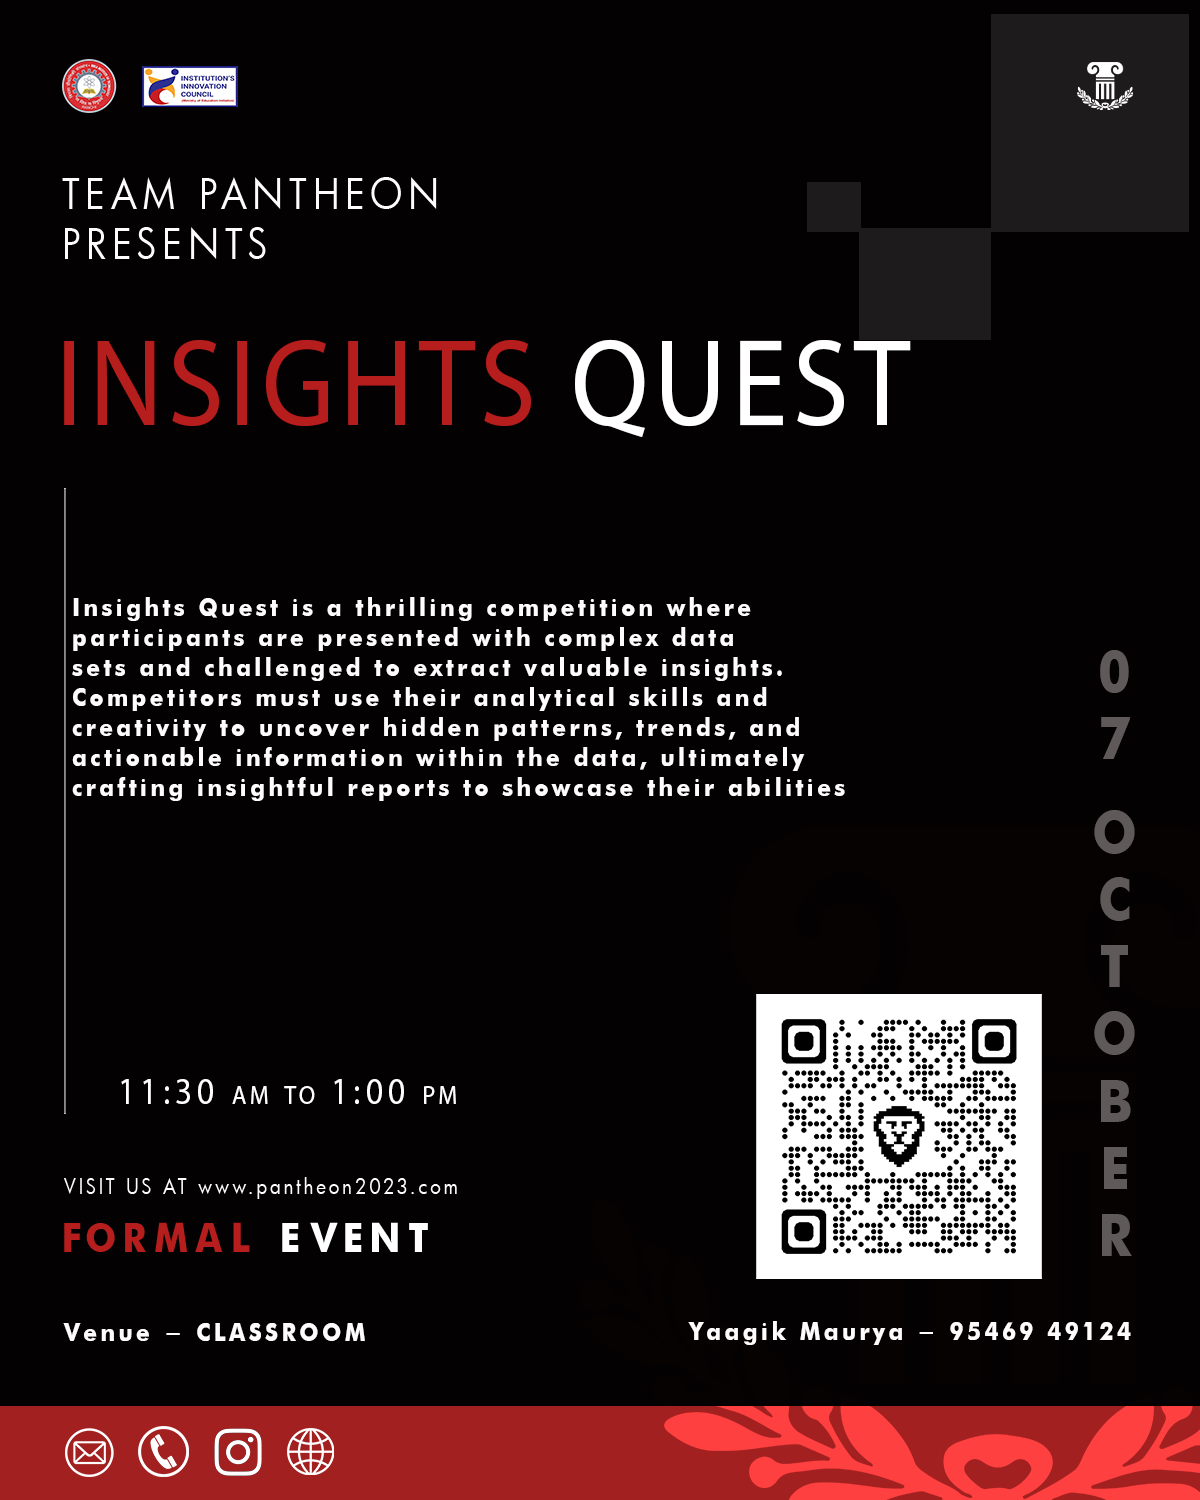 INSTITUTION'S
INNOVATION
COUNCIL
(Ministry of Education Initiative)
TEAM PANTHEON
PRESENTS
INSIGHTS QUEST
Insights Quest is a thrilling competition where
participants are presented with complex data
sets and challenged to extract valuable insights.
Competitors must use their analytical skills and
creativity to uncover hidden patterns, trends, and
actionable information within the data, ultimately
crafting insightful reports to showcase their abilities
07 OCTOBER
11:30 AM TO 1:00 PM
VISIT US AT www.pantheon2023.com
FORMAL EVENT
Venue – CLASSROOM
Yaagik Maurya – 95469 49124